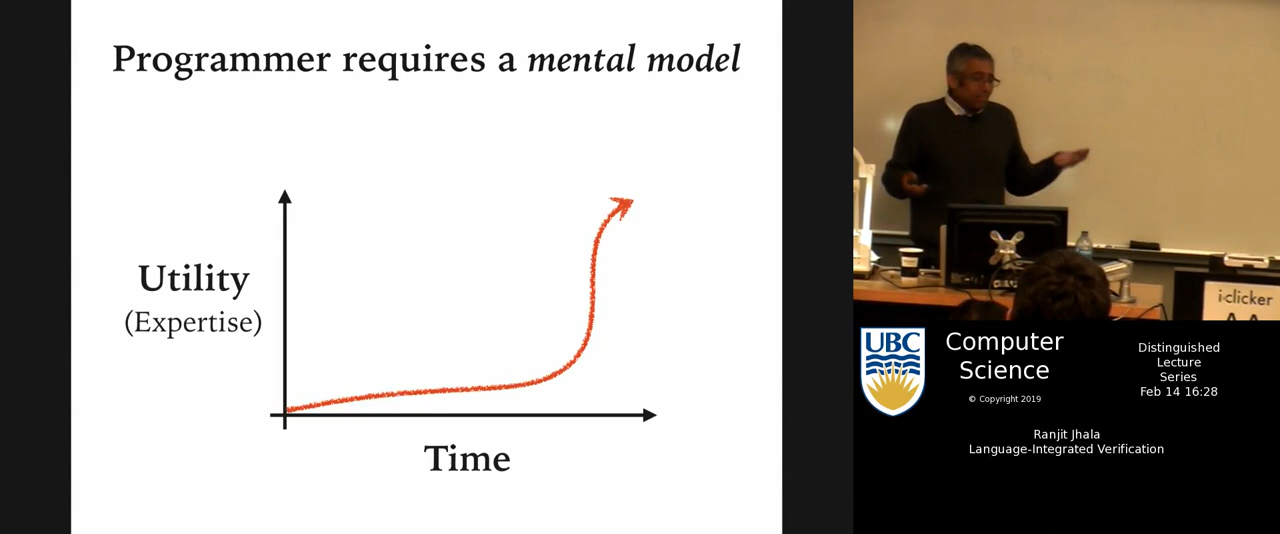 Programmer requires a mental model
Utility
(Expertise)
Time
i>clicker
UBC
Computer
Science
© Copyright 2019
Distinguished
Lecture
Series
Feb 14 16:28
Ranjit Jhala
Language-Integrated Verification